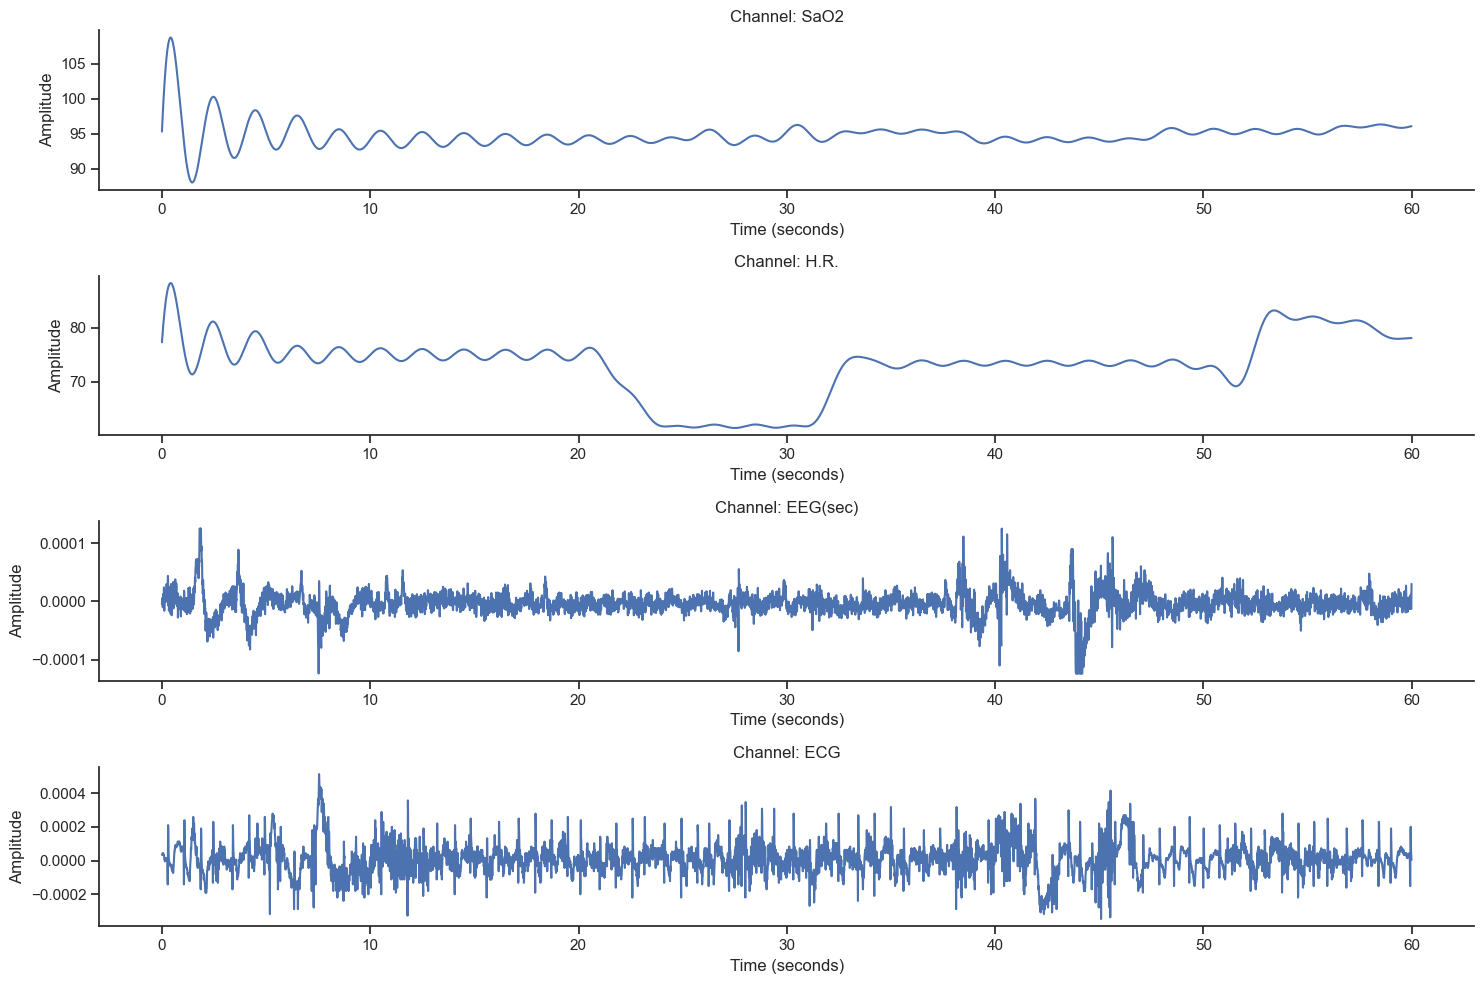 Channel: SaO2
Amplitude
105
100
95
90
0 10 20 30 40 50 60
Time (seconds)
Channel: H.R.
Amplitude
80
70
0 10 20 30 40 50 60
Time (seconds)
Channel: EEG(sec)
Amplitude
0.0001
0.0000
−0.0001
0 10 20 30 40 50 60
Time (seconds)
Channel: ECG
Amplitude
0.0004
0.0002
0.0000
−0.0002
0 10 20 30 40 50 60
Time (seconds)